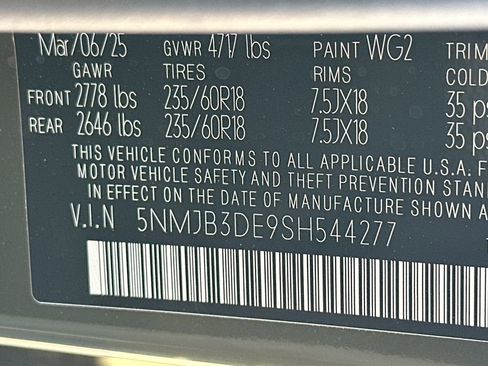 Mar/06/25 GVWR 4717 lbs PAINT WG2 TRIM
GAWR TIRES RIMS COLD
FRONT 2778 lbs 235/60R18 7.5JX18 35 ps
REAR 2646 lbs 235/60R18 7.5JX18 35 ps
THIS VEHICLE CONFORMS TO ALL APPLICABLE U.S.A. F
MOTOR VEHICLE SAFETY AND THEFT PREVENTION STAN
IN EFFECT ON THE DATE OF MANUFACTURE SHOWN A
V.I.N 5NMJB3DE9SH544277